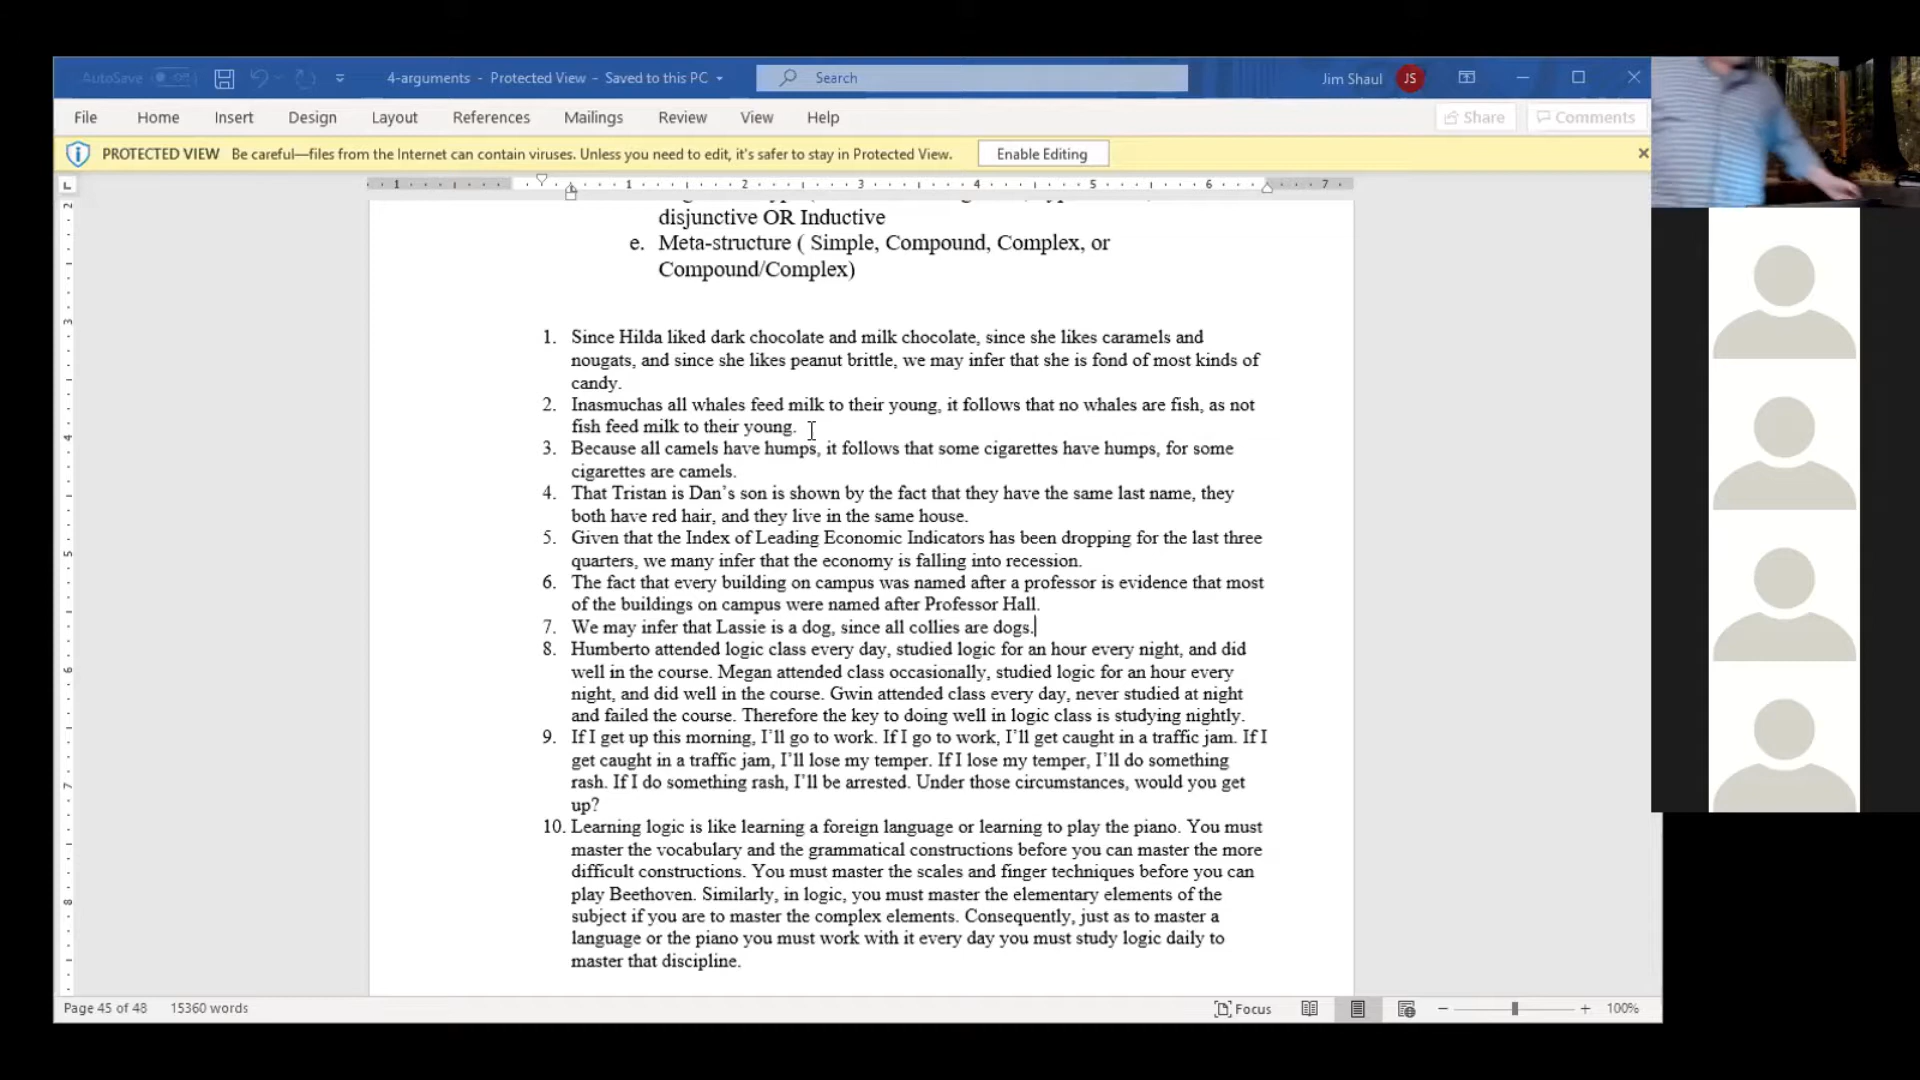 AutoSave Off 4-arguments - Protected View - Saved to this PC Search Jim Shaul JS
File Home Insert Design Layout References Mailings Review View Help Share Comments
PROTECTED VIEW Be careful—files from the Internet can contain viruses. Unless you need to edit, it's safer to stay in Protected View. Enable Editing
1 1 2 3 4 5 6 7
disjunctive OR Inductive
e. Meta-structure ( Simple, Compound, Complex, or
Compound/Complex)
1. Since Hilda liked dark chocolate and milk chocolate, since she likes caramels and
nougats, and since she likes peanut brittle, we may infer that she is fond of most kinds of
candy.
2. Inasmuchas all whales feed milk to their young, it follows that no whales are fish, as not
fish feed milk to their young.
3. Because all camels have humps, it follows that some cigarettes have humps, for some
cigarettes are camels.
4. That Tristan is Dan’s son is shown by the fact that they have the same last name, they
both have red hair, and they live in the same house.
5. Given that the Index of Leading Economic Indicators has been dropping for the last three
quarters, we many infer that the economy is falling into recession.
6. The fact that every building on campus was named after a professor is evidence that most
of the buildings on campus were named after Professor Hall.
7. We may infer that Lassie is a dog, since all collies are dogs.
8. Humberto attended logic class every day, studied logic for an hour every night, and did
well in the course. Megan attended class occasionally, studied logic for an hour every
night, and did well in the course. Gwin attended class every day, never studied at night
and failed the course. Therefore the key to doing well in logic class is studying nightly.
9. If I get up this morning, I’ll go to work. If I go to work, I’ll get caught in a traffic jam. If I
get caught in a traffic jam, I’ll lose my temper. If I lose my temper, I’ll do something
rash. If I do something rash, I’ll be arrested. Under those circumstances, would you get
up?
10. Learning logic is like learning a foreign language or learning to play the piano. You must
master the vocabulary and the grammatical constructions before you can master the more
difficult constructions. You must master the scales and finger techniques before you can
play Beethoven. Similarly, in logic, you must master the elementary elements of the
subject if you are to master the complex elements. Consequently, just as to master a
language or the piano you must work with it every day you must study logic daily to
master that discipline.
Page 45 of 48 15360 words Focus 100%